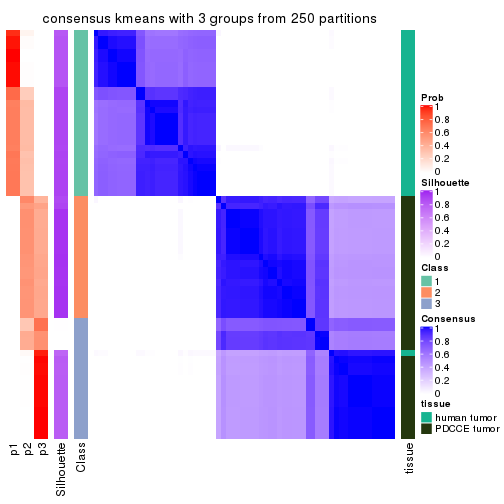 consensus kmeans with 3 groups from 250 partitions
Prob
1
0.8
0.6
0.4
0.2
0
Silhouette
1
0.8
0.6
0.4
0.2
0
Class
1
2
3
Consensus
1
0.8
0.6
0.4
0.2
0
tissue
human tumor
PDCCE tumor
p1
p2
p3
Silhouette
Class
tissue